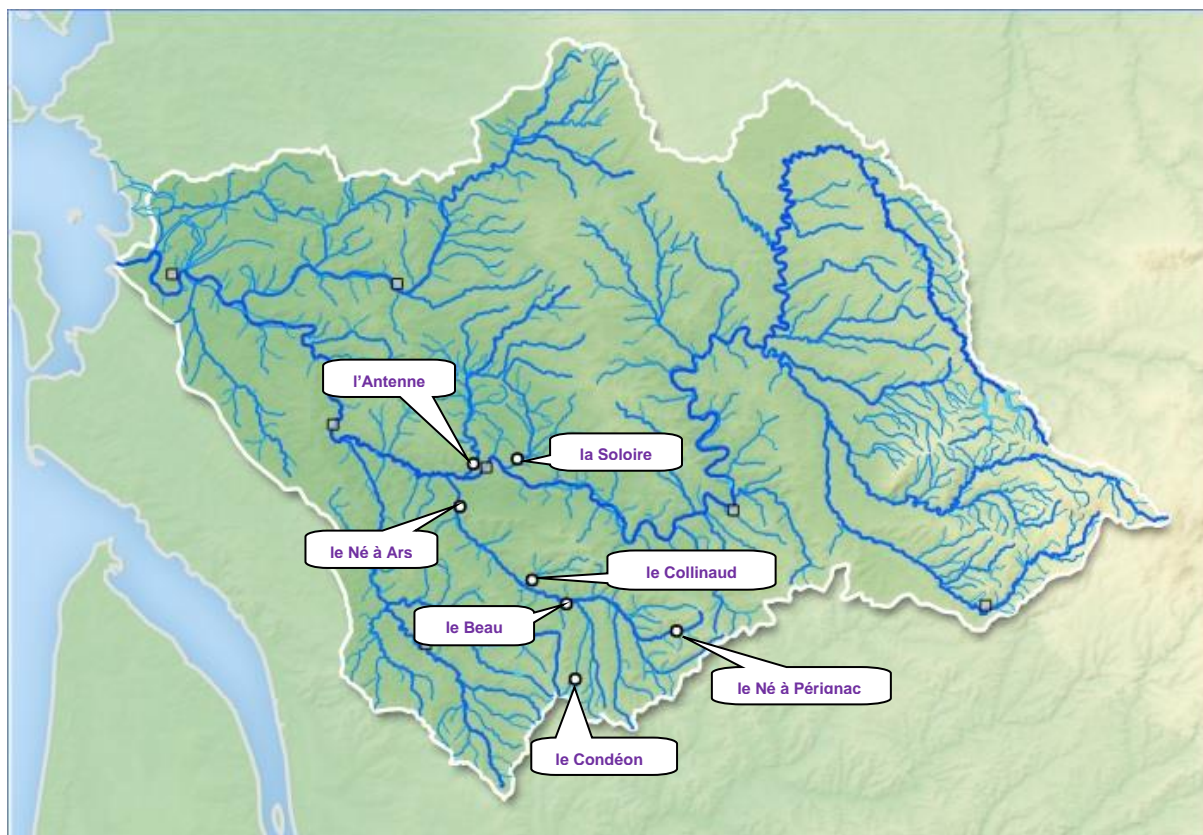 l'Antenne
la Soloire
le Né à Ars
le Collinaud
le Beau
le Né à Pérignac
le Condéon